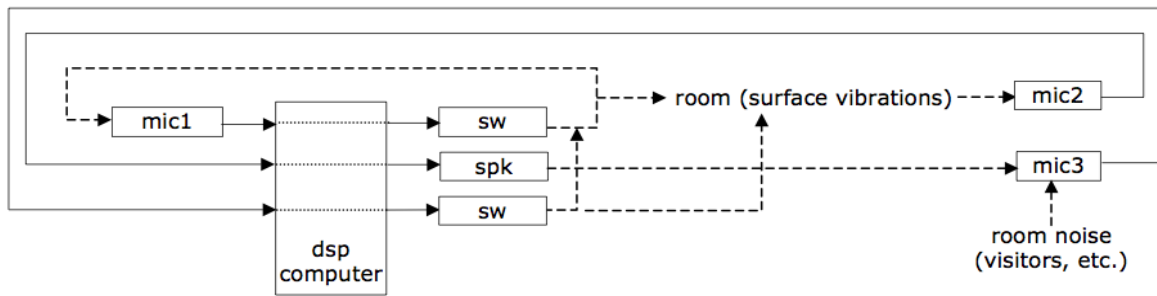 room (surface vibrations)
mic2
mic1
sw
spk
mic3
sw
dsp
computer
room noise
(visitors, etc.)